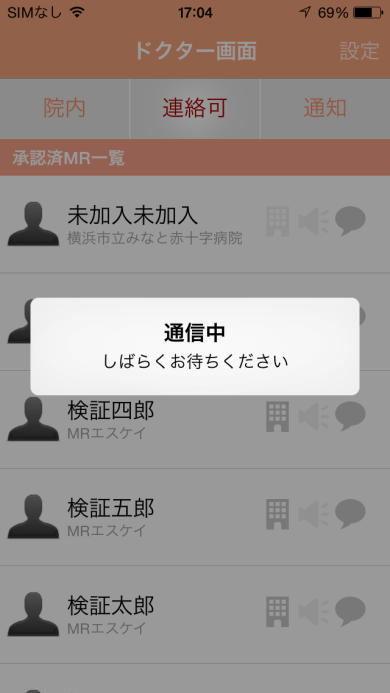 SIMなし 17:04 69%
ドクター画面 設定
院内 連絡可 通知
承認済MR一覧
未加入未加入
横浜市立みなと赤十字病院
通信中
しばらくお待ちください
検証四郎
MRエスケイ
検証五郎
MRエスケイ
検証太郎
MRエスケイ